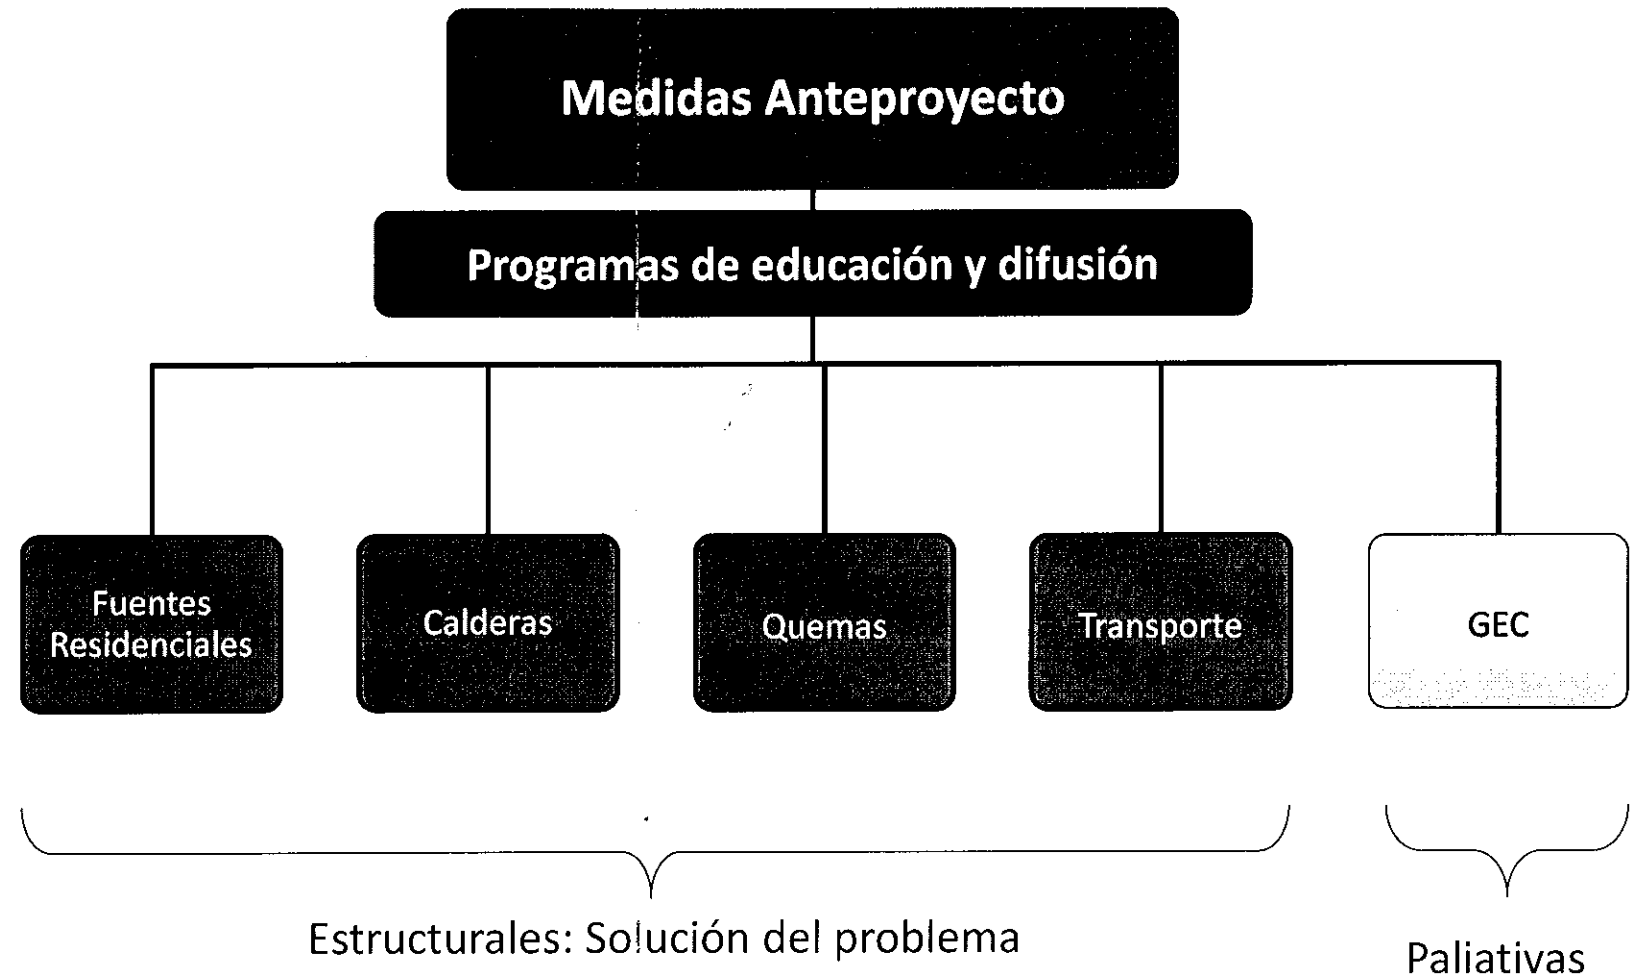 Medidas Anteproyecto
Programas de educación y difusión
Fuentes
Residenciales
Calderas
Quemas
Transporte
GEC
Estructurales: Solución del problema
Paliativas